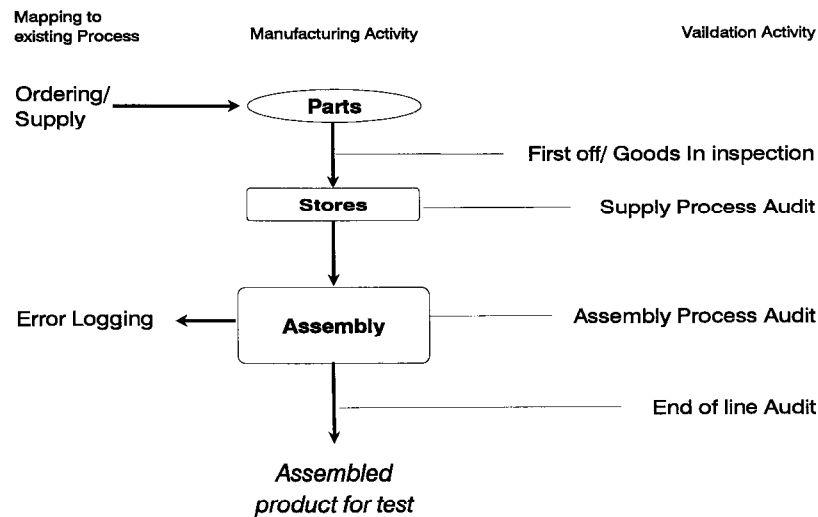 Mapping to
existing Process
Manufacturing Activity
Vaildation Activity
Ordering/
Supply
Parts
First off/ Goods In inspection
Stores
Supply Process Audit
Error Logging
Assembly
Assembly Process Audit
End of line Audit
Assembled
product for test